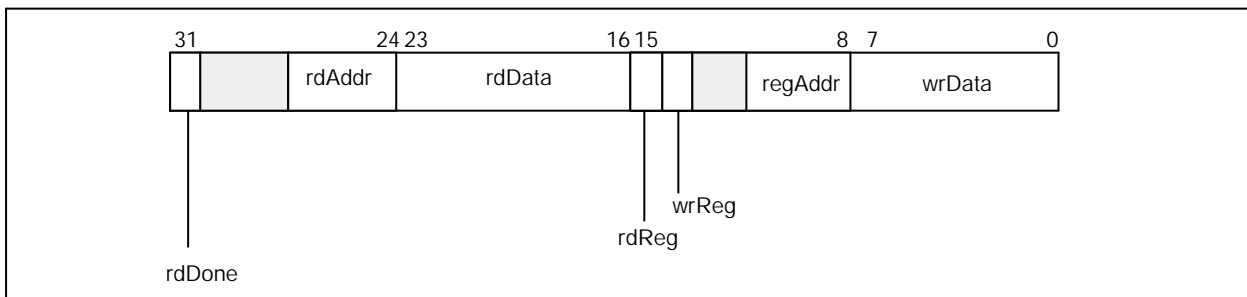 31 24 23 16 15 8 7 0
rdAddr rdData regAddr wrData
wrReg
rdReg
rdDone